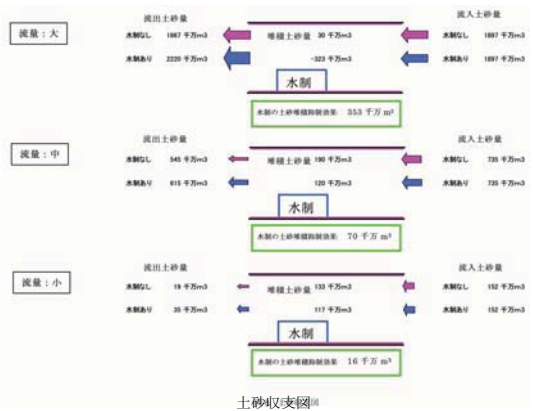 流出土砂量 流入土砂量
流量：大
水制なし 1867 千万m3 堆積土砂量 30 千万m3 水制なし 1897 千万m3
水制あり 2220 千万m3 -323 千万m3 水制あり 1897 千万m3
水制
水制の土砂堆積抑制効果 353 千万 m³
流出土砂量 流入土砂量
流量：中
水制なし 545 千万m3 堆積土砂量 190 千万m3 水制なし 735 千万m3
水制あり 615 千万m3 120 千万m3 水制あり 735 千万m3
水制
水制の土砂堆積抑制効果 70 千万 m³
流出土砂量 流入土砂量
流量：小
水制なし 19 千万m3 堆積土砂量 133 千万m3 水制なし 152 千万m3
水制あり 35 千万m3 117 千万m3 水制あり 152 千万m3
水制
水制の土砂堆積抑制効果 16 千万 m³
土砂収支図